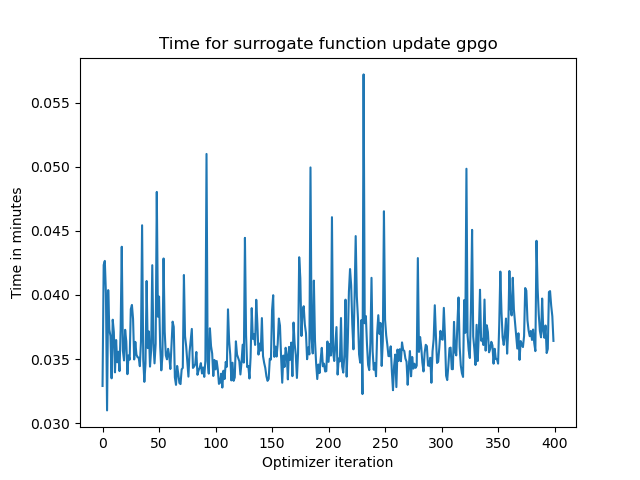 Time for surrogate function update gpgo
Time in minutes
0.055
0.050
0.045
0.040
0.035
0.030
0 50 100 150 200 250 300 350 400
Optimizer iteration